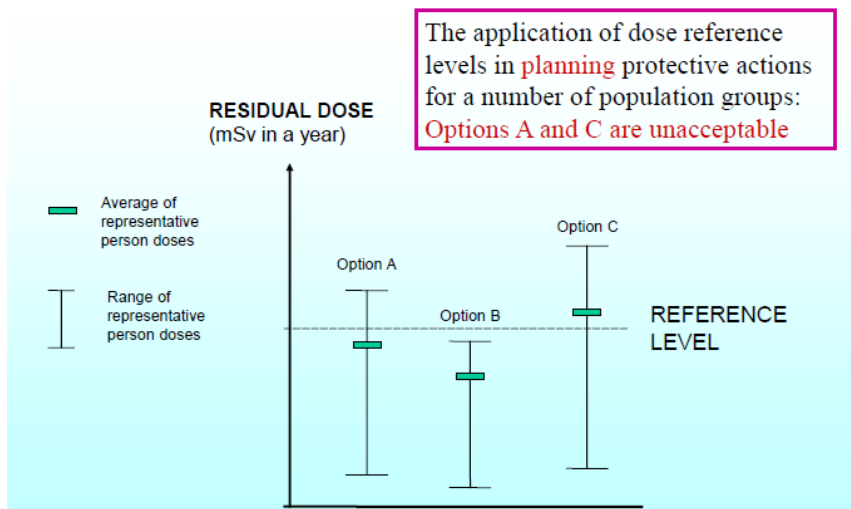 The application of dose reference
levels in planning protective actions
for a number of population groups:
Options A and C are unacceptable
RESIDUAL DOSE
(mSv in a year)
Average of
representative
person doses
Range of
representative
person doses
Option A
Option B
Option C
REFERENCE
LEVEL